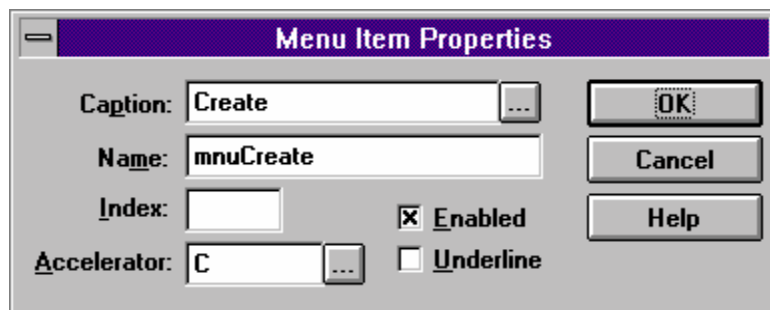 Menu Item Properties
Caption: Create ... OK
Name: mnuCreate Cancel
Index: Enabled Help
Accelerator: C ... Underline